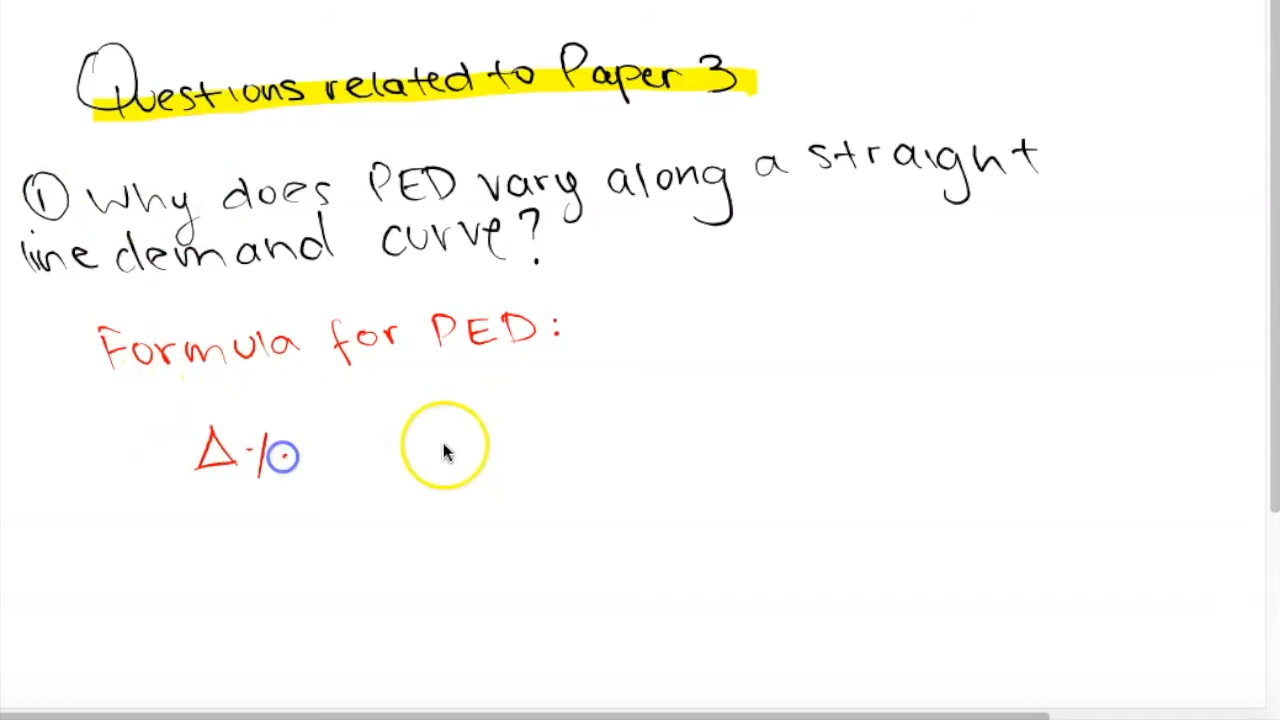 Questions related to Paper 3
① Why does PED vary along a straight
line demand curve?
Formula for PED:
Δ%